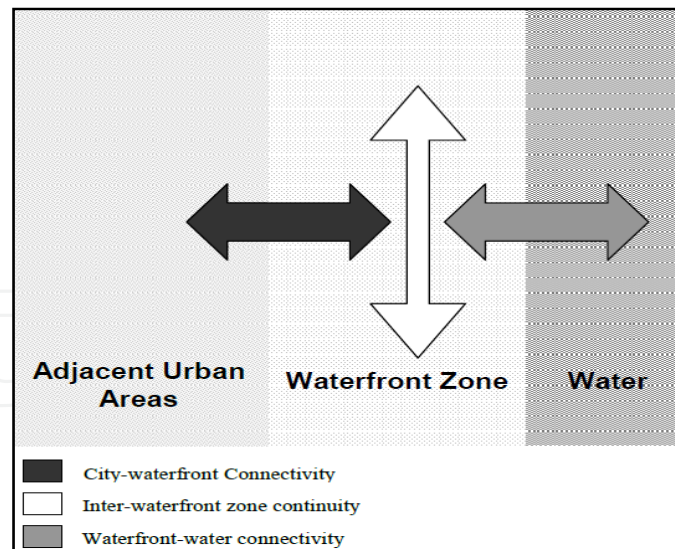 Adjacent Urban
Areas
Waterfront Zone
Water
City-waterfront Connectivity
Inter-waterfront zone continuity
Waterfront-water connectivity